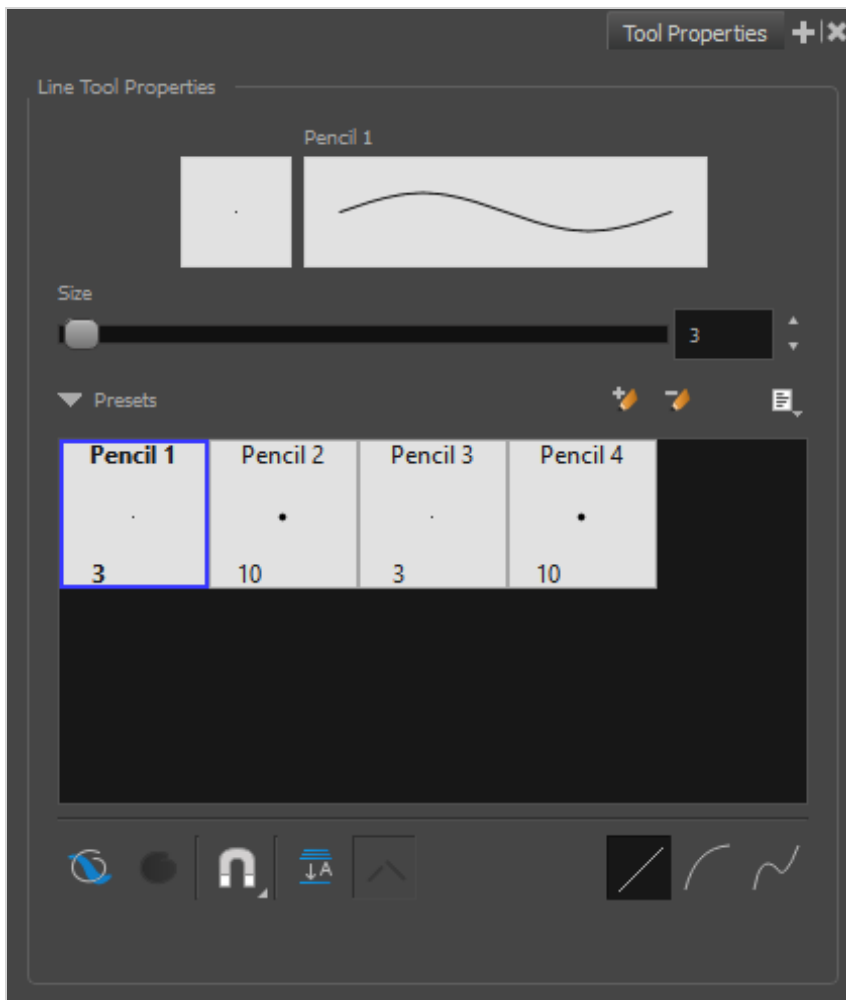 Tool Properties
Line Tool Properties
Pencil 1
Size
3
Presets
Pencil 1 Pencil 2 Pencil 3 Pencil 4
3 10 3 10
A